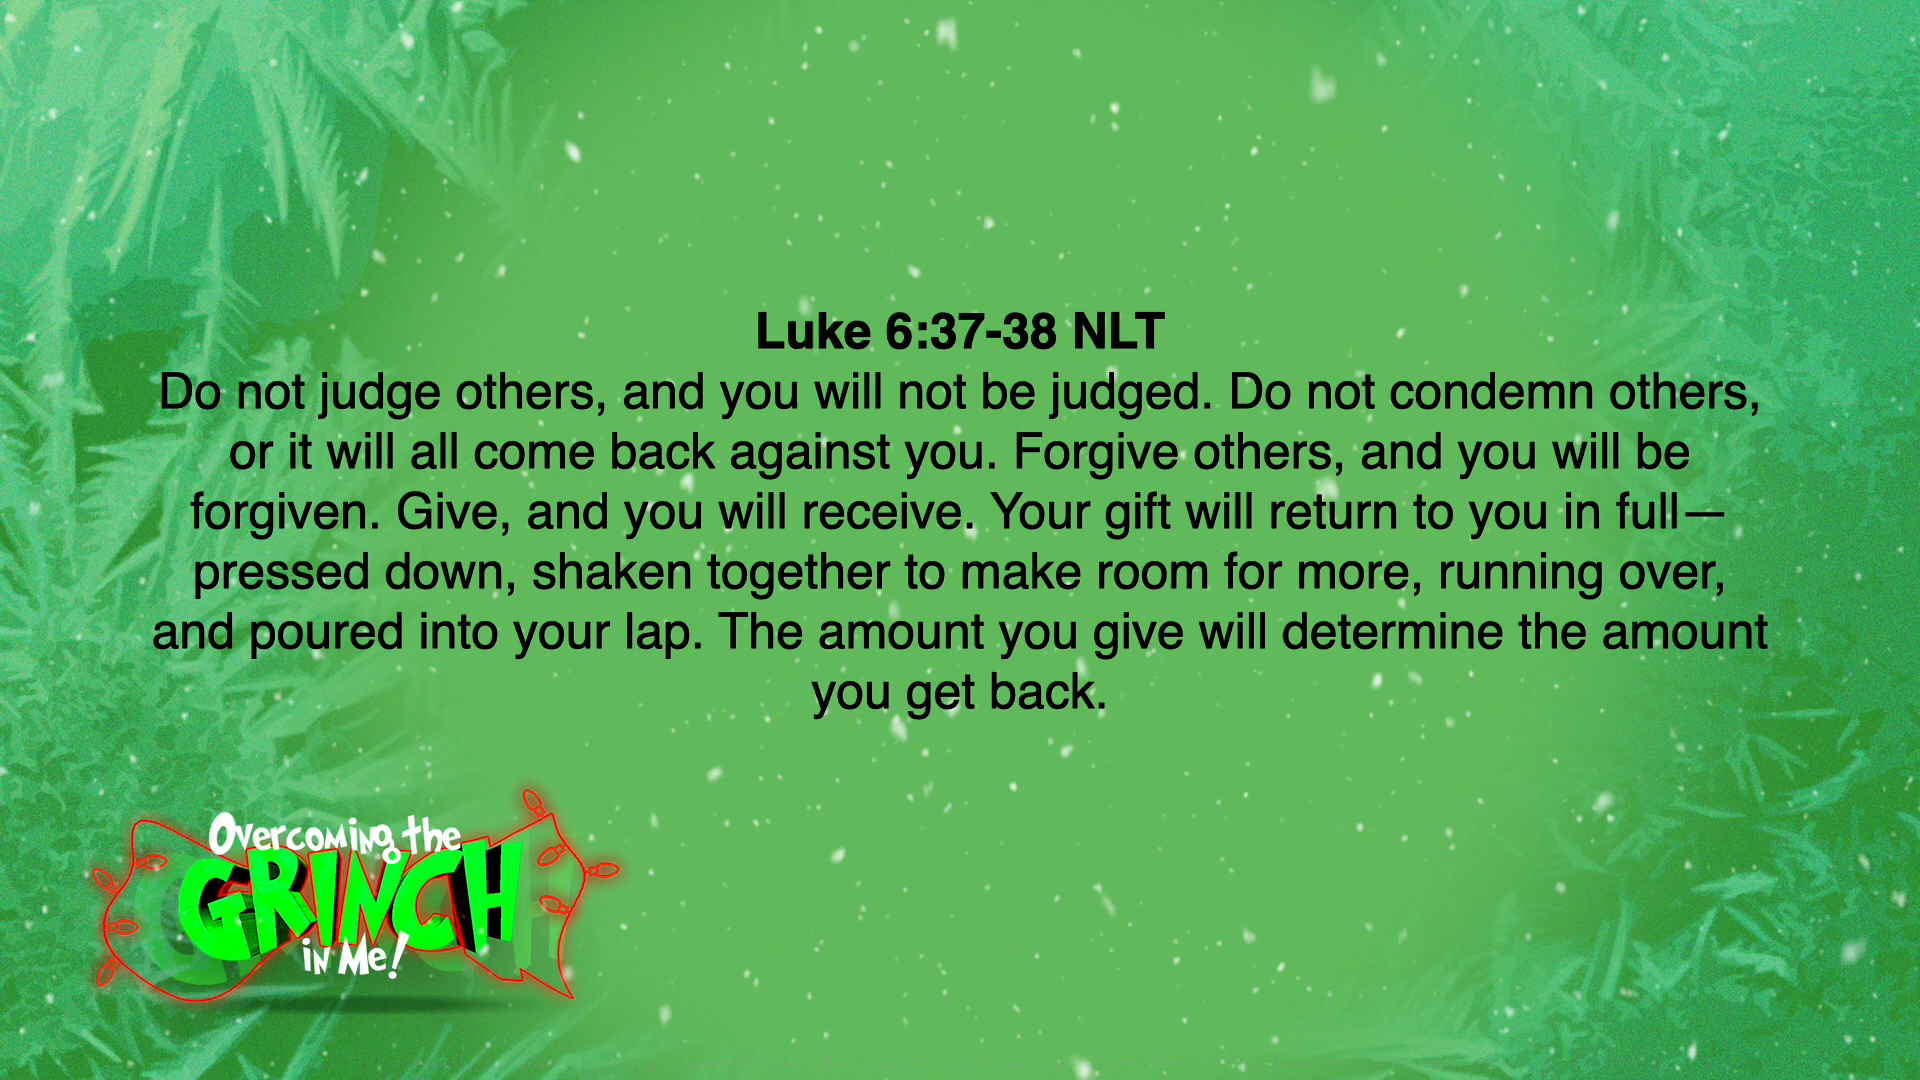 Luke 6:37-38 NLT
Do not judge others, and you will not be judged. Do not condemn others,
or it will all come back against you. Forgive others, and you will be
forgiven. Give, and you will receive. Your gift will return to you in full—
pressed down, shaken together to make room for more, running over,
and poured into your lap. The amount you give will determine the amount
you get back.
Overcoming the
GRINCH
in Me!